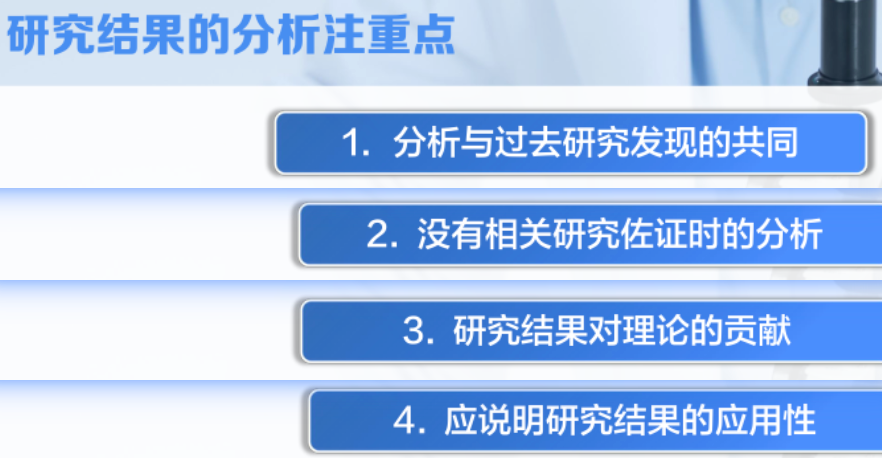 研究结果的分析注重点
1. 分析与过去研究发现的共同
2. 没有相关研究佐证时的分析
3. 研究结果对理论的贡献
4. 应说明研究结果的应用性